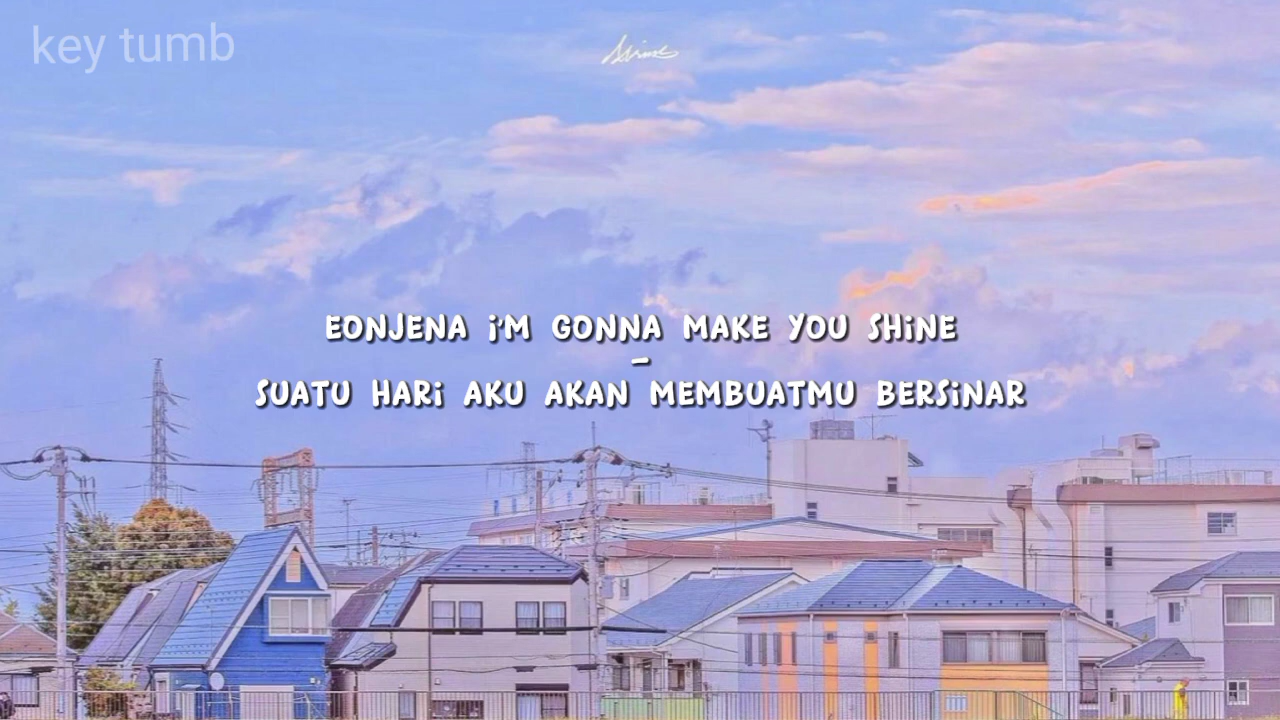 key tumb
EONJENA i'M GONNA MAKE YOU SHiNE
-
SUATU HARi AKU AKAN MEMBUATMU BERSiNAR